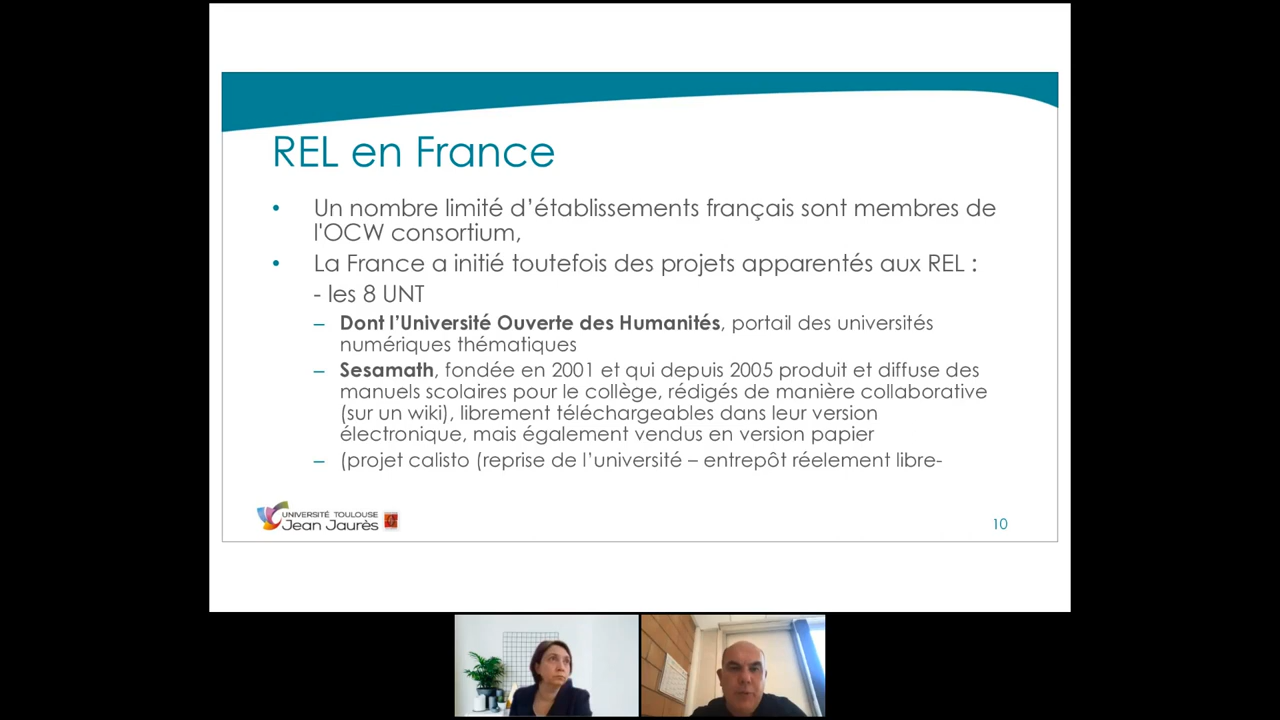 REL en France
• Un nombre limité d’établissements français sont membres de
l'OCW consortium,
• La France a initié toutefois des projets apparentés aux REL :
- les 8 UNT
– Dont l’Université Ouverte des Humanités, portail des universités
numériques thématiques
– Sesamath, fondée en 2001 et qui depuis 2005 produit et diffuse des
manuels scolaires pour le collège, rédigés de manière collaborative
(sur un wiki), librement téléchargeables dans leur version
électronique, mais également vendus en version papier
– (projet calisto (reprise de l’université – entrepôt réelement libre-
UNIVERSITÉ TOULOUSE
Jean Jaurès
10